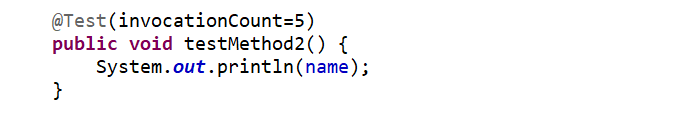 @Test(invocationCount=5)
public void testMethod2() {
    System.out.println(name);
}